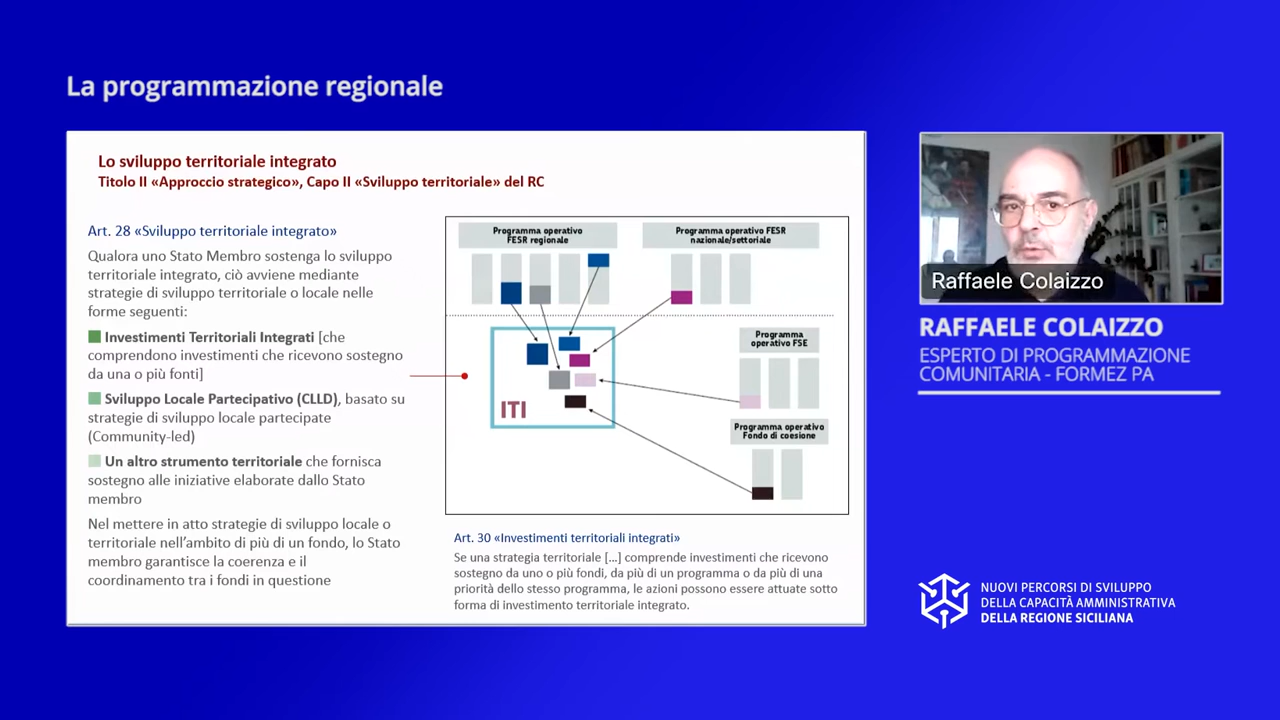 La programmazione regionale
Lo sviluppo territoriale integrato
Titolo II «Approccio strategico», Capo II «Sviluppo territoriale» del RC
Art. 28 «Sviluppo territoriale integrato»
Qualora uno Stato Membro sostenga lo sviluppo
territoriale integrato, ciò avviene mediante
strategie di sviluppo territoriale o locale nelle
forme seguenti:
Investimenti Territoriali Integrati [che
comprendono investimenti che ricevono sostegno
da una o più fonti]
Sviluppo Locale Partecipativo (CLLD), basato su
strategie di sviluppo locale partecipate
(Community-led)
Un altro strumento territoriale che fornisca
sostegno alle iniziative elaborate dallo Stato
membro
Nel mettere in atto strategie di sviluppo locale o
territoriale nell'ambito di più di un fondo, lo Stato
membro garantisce la coerenza e il
coordinamento tra i fondi in questione
Programma operativo
FESR regionale
Programma operativo FESR
nazionale/settoriale
Programma
operativo FSE
Programma operativo
Fondo di coesione
ITI
Art. 30 «Investimenti territoriali integrati»
Se una strategia territoriale […] comprende investimenti che ricevono
sostegno da uno o più fondi, da più di un programma o da più di una
priorità dello stesso programma, le azioni possono essere attuate sotto
forma di investimento territoriale integrato.
Raffaele Colaizzo
RAFFAELE COLAIZZO
ESPERTO DI PROGRAMMAZIONE
COMUNITARIA - FORMEZ PA
NUOVI PERCORSI DI SVILUPPO
DELLA CAPACITÀ AMMINISTRATIVA
DELLA REGIONE SICILIANA